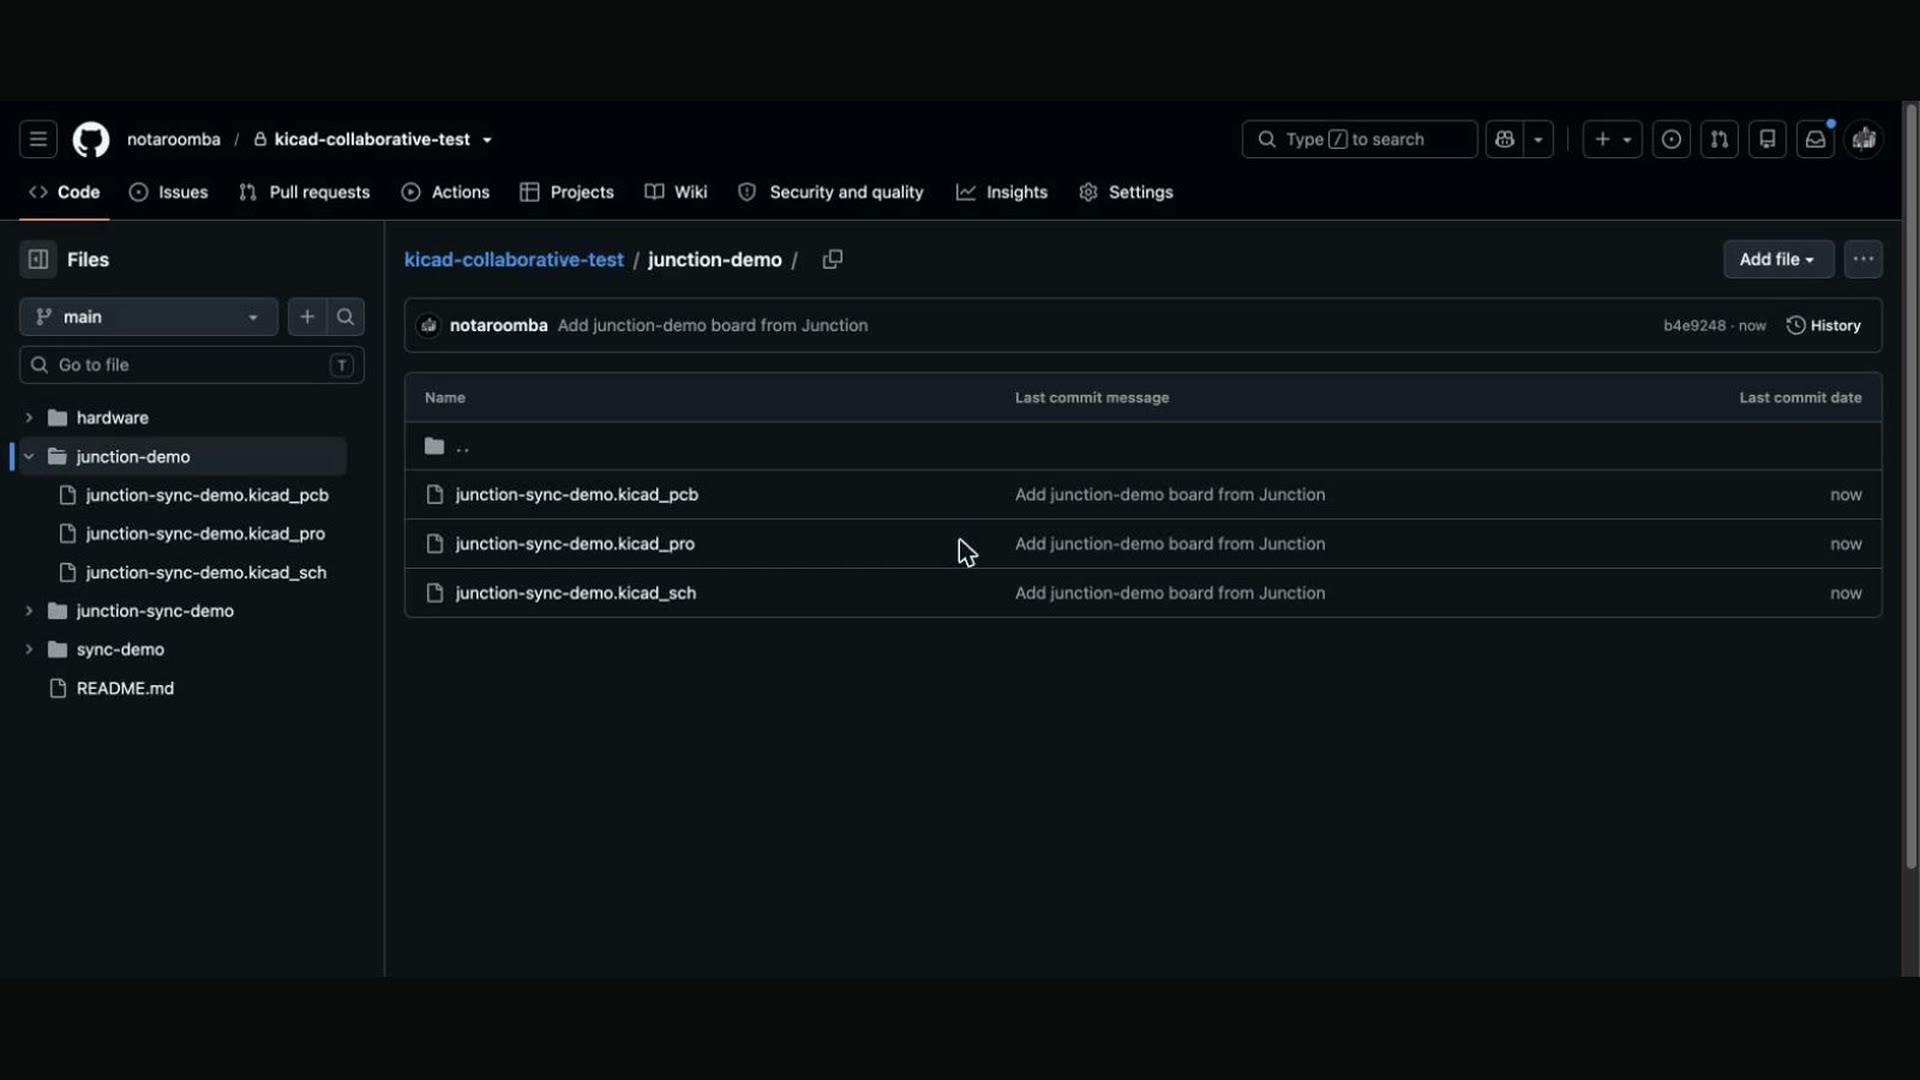 notaroomba / kicad-collaborative-test
Type / to search
Code
Issues
Pull requests
Actions
Projects
Wiki
Security and quality
Insights
Settings
Files
main
Go to file
T
hardware
junction-demo
junction-sync-demo.kicad_pcb
junction-sync-demo.kicad_pro
junction-sync-demo.kicad_sch
junction-sync-demo
sync-demo
README.md
kicad-collaborative-test / junction-demo /
Add file
notaroomba Add junction-demo board from Junction
b4e9248 · now
History
Name Last commit message Last commit date
..
junction-sync-demo.kicad_pcb Add junction-demo board from Junction now
junction-sync-demo.kicad_pro Add junction-demo board from Junction now
junction-sync-demo.kicad_sch Add junction-demo board from Junction now